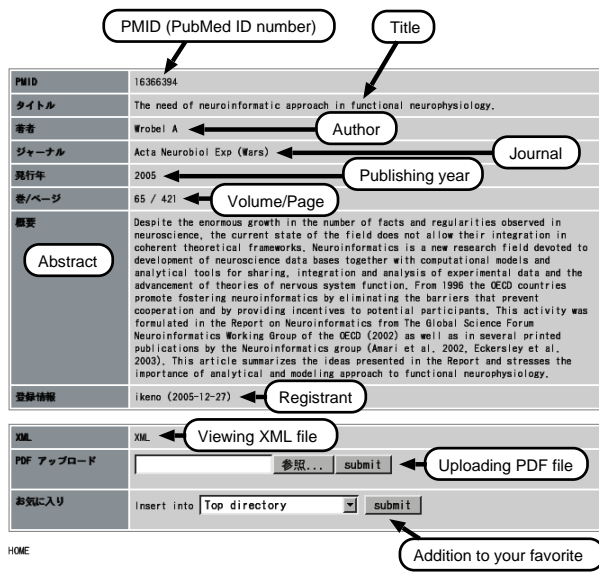 PMID (PubMed ID number)
Title
PMID 16366394
タイトル The need of neuroinformatic approach in functional neurophysiology.
著者 Wrobel A Author
ジャーナル Acta Neurobiol Exp (Wars) Journal
発行年 2005 Publishing year
巻/ページ 65 / 421 Volume/Page
概要 Despite the enormous growth in the number of facts and regularities observed in
neuroscience, the current state of the field does not allow their integration in
coherent theoretical frameworks. Neuroinformatics is a new research field devoted to
Abstract development of neuroscience data bases together with computational models and
analytical tools for sharing, integration and analysis of experimental data and the
advancement of theories of nervous system function. From 1996 the OECD countries
promote fostering neuroinformatics by eliminating the barriers that prevent
cooperation and by providing incentives to potential participants. This activity was
formulated in the Report on Neuroinformatics from The Global Science Forum
Neuroinformatics Working Group of the OECD (2002) as well as in several printed
publications by the Neuroinformatics group (Amari et al. 2002, Eckersley et al.
2003). This article summarizes the ideas presented in the Report and stresses the
importance of analytical and modeling approach to functional neurophysiology.
登録情報 ikeno (2005-12-27) Registrant
XML XML Viewing XML file
PDF アップロード 参照... submit Uploading PDF file
お気に入り Insert into Top directory submit
HOME
Addition to your favorite